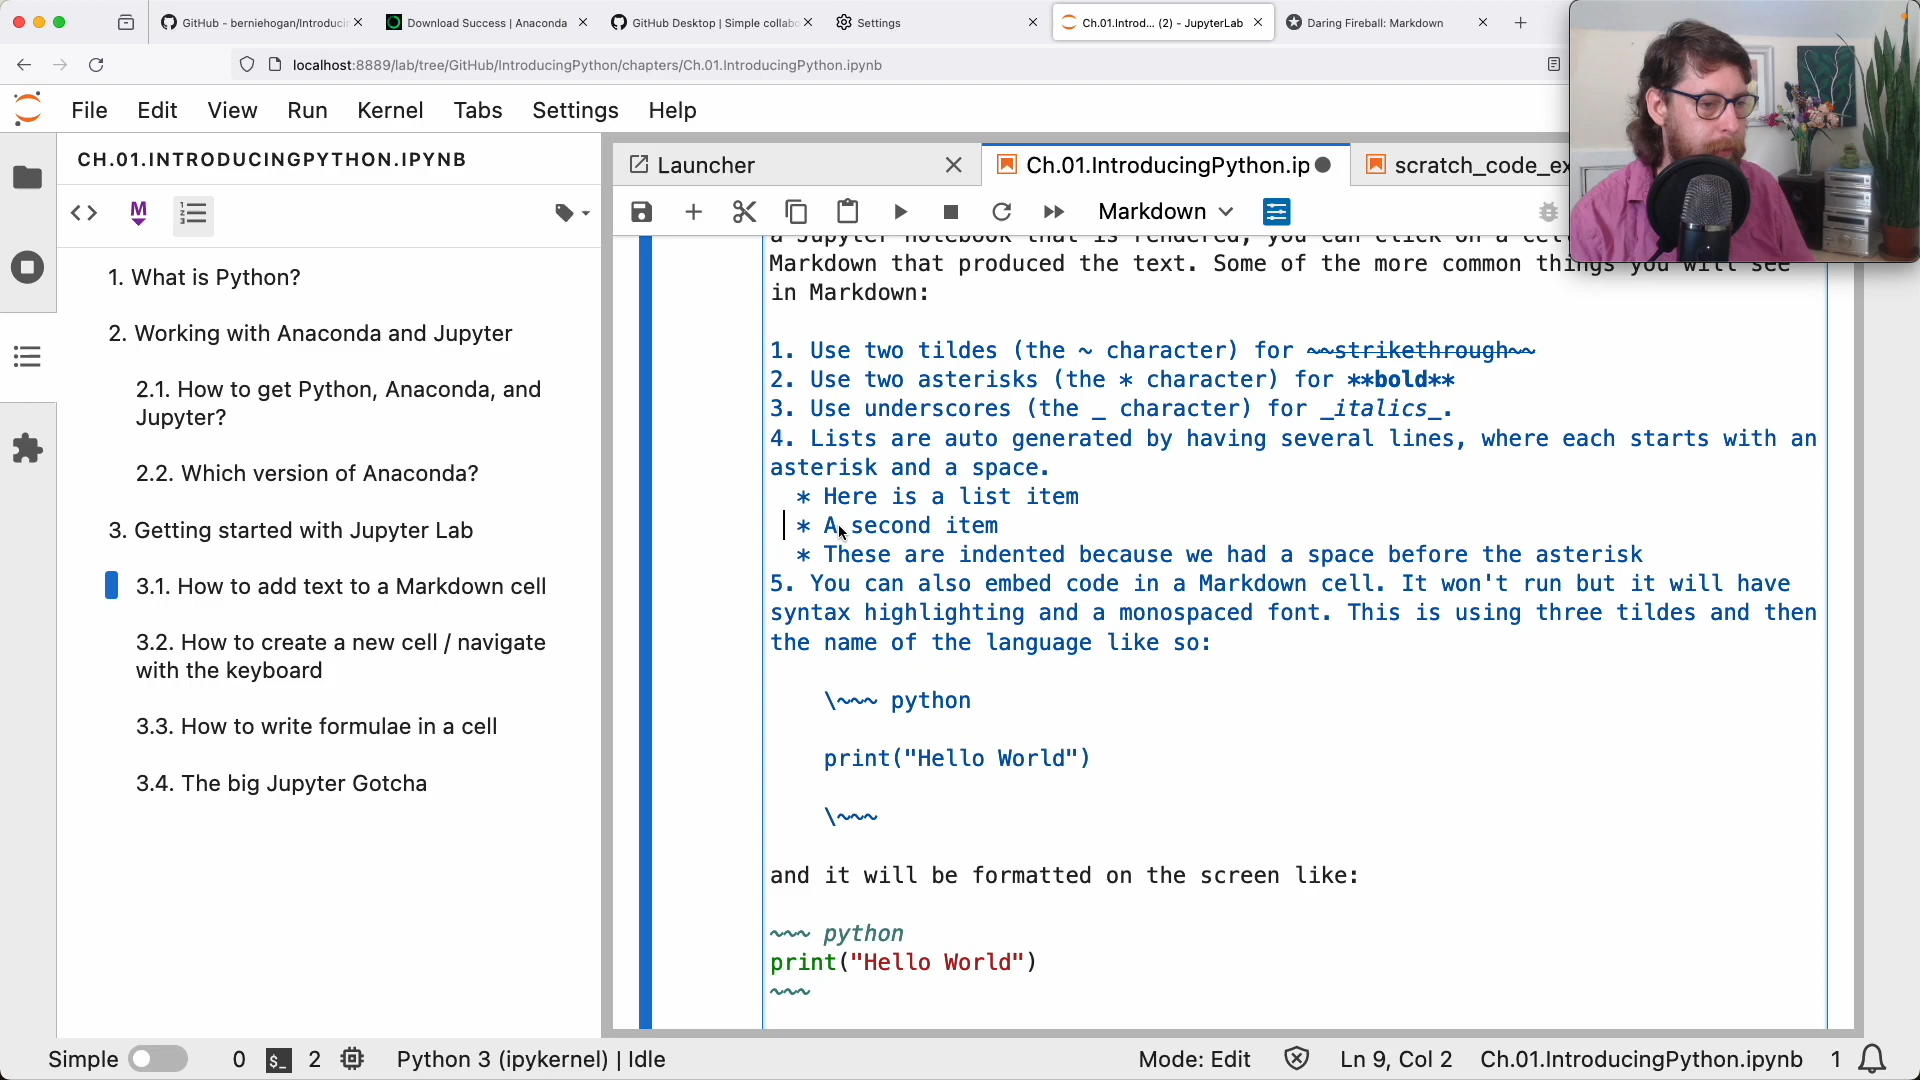 GitHub - berniehogan/Introducin
Download Success | Anaconda
GitHub Desktop | Simple collabo
Settings
Ch.01.Introd... (2) - JupyterLab
Daring Fireball: Markdown
localhost:8889/lab/tree/GitHub/IntroducingPython/chapters/Ch.01.IntroducingPython.ipynb
File Edit View Run Kernel Tabs Settings Help
CH.01.INTRODUCINGPYTHON.IPYNB
Launcher
Ch.01.IntroducingPython.ip
scratch_code_ex
M
Markdown
1. What is Python?
2. Working with Anaconda and Jupyter
2.1. How to get Python, Anaconda, and
Jupyter?
2.2. Which version of Anaconda?
3. Getting started with Jupyter Lab
3.1. How to add text to a Markdown cell
3.2. How to create a new cell / navigate
with the keyboard
3.3. How to write formulae in a cell
3.4. The big Jupyter Gotcha
a Jupyter notebook that is rendered, you can click on a cel
Markdown that produced the text. Some of the more common things you will see
in Markdown:
1. Use two tildes (the ~ character) for ~~strikethrough~~
2. Use two asterisks (the * character) for **bold**
3. Use underscores (the _ character) for _italics_.
4. Lists are auto generated by having several lines, where each starts with an
asterisk and a space.
* Here is a list item
* A second item
* These are indented because we had a space before the asterisk
5. You can also embed code in a Markdown cell. It won't run but it will have
syntax highlighting and a monospaced font. This is using three tildes and then
the name of the language like so:
\~~~ python
print("Hello World")
\~~~
and it will be formatted on the screen like:
~~~ python
print("Hello World")
~~~
Simple 0 $_ 2 Python 3 (ipykernel) | Idle
Mode: Edit Ln 9, Col 2 Ch.01.IntroducingPython.ipynb 1